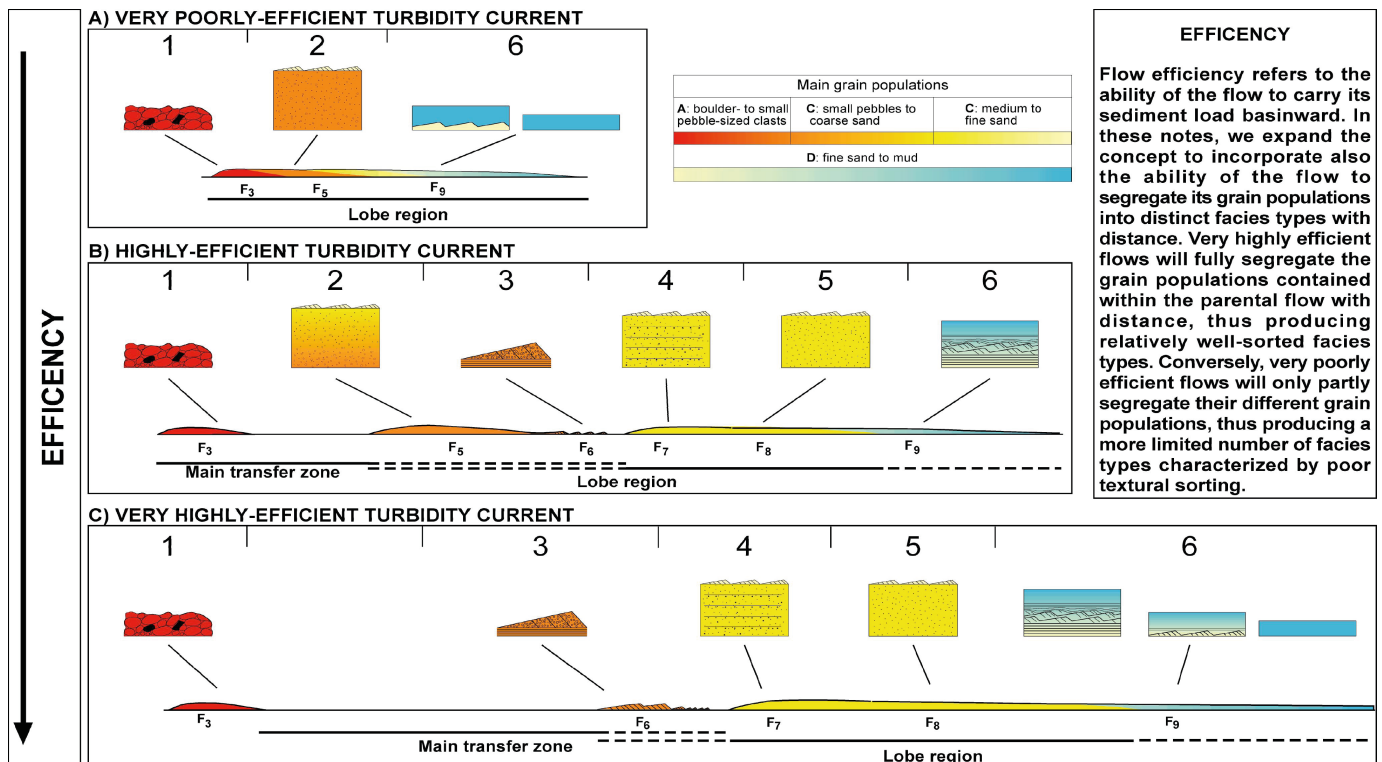 EFFICENCY
A) VERY POORLY-EFFICIENT TURBIDITY CURRENT
1 2 6
F3 F5 F9
Lobe region
Main grain populations
A: boulder- to small pebble-sized clasts
C: small pebbles to coarse sand
C: medium to fine sand
D: fine sand to mud
B) HIGHLY-EFFICIENT TURBIDITY CURRENT
1 2 3 4 5 6
F3 F5 F6 F7 F8 F9
Main transfer zone
Lobe region
C) VERY HIGHLY-EFFICIENT TURBIDITY CURRENT
1 3 4 5 6
F3 F6 F7 F8 F9
Main transfer zone
Lobe region
EFFICENCY
Flow efficiency refers to the
ability of the flow to carry its
sediment load basinward. In
these notes, we expand the
concept to incorporate also
the ability of the flow to
segregate its grain populations
into distinct facies types with
distance. Very highly efficient
flows will fully segregate the
grain populations contained
within the parental flow with
distance, thus producing
relatively well-sorted facies
types. Conversely, very poorly
efficient flows will only partly
segregate their different grain
populations, thus producing a
more limited number of facies
types characterized by poor
textural sorting.